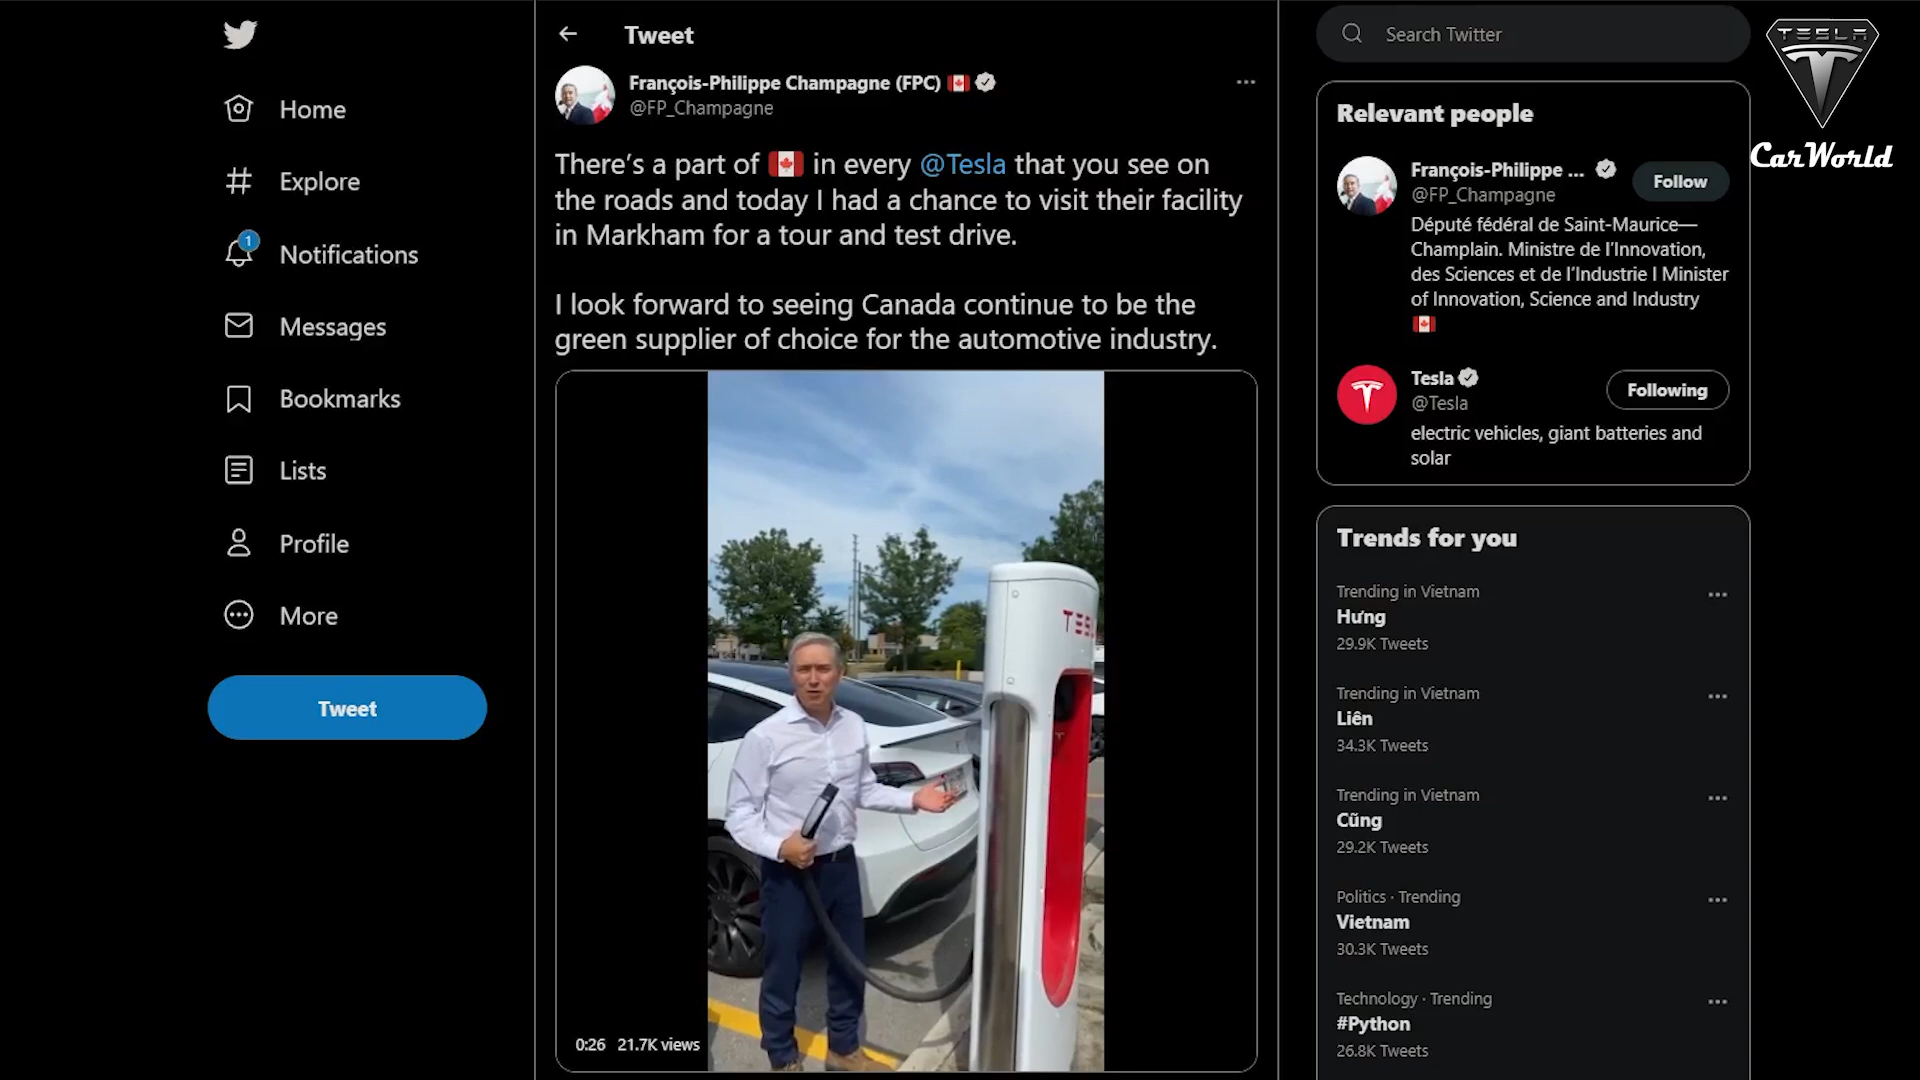 Home
Explore
1
Notifications
Messages
Bookmarks
Lists
Profile
More
Tweet
Tweet
François-Philippe Champagne (FPC) 🇨🇦
@FP_Champagne
There’s a part of 🇨🇦 in every @Tesla that you see on
the roads and today I had a chance to visit their facility
in Markham for a tour and test drive.
I look forward to seeing Canada continue to be the
green supplier of choice for the automotive industry.
TESL
0:26 21.7K views
Search Twitter
Relevant people
François-Philippe ...
@FP_Champagne
Follow
Député fédéral de Saint-Maurice—
Champlain. Ministre de l’Innovation,
des Sciences et de l’Industrie I Minister
of Innovation, Science and Industry
🇨🇦
Tesla
@Tesla
Following
electric vehicles, giant batteries and
solar
Trends for you
Trending in Vietnam
Hưng
29.9K Tweets
Trending in Vietnam
Liên
34.3K Tweets
Trending in Vietnam
Cũng
29.2K Tweets
Politics · Trending
Vietnam
30.3K Tweets
Technology · Trending
#Python
26.8K Tweets
TESLA
CarWorld